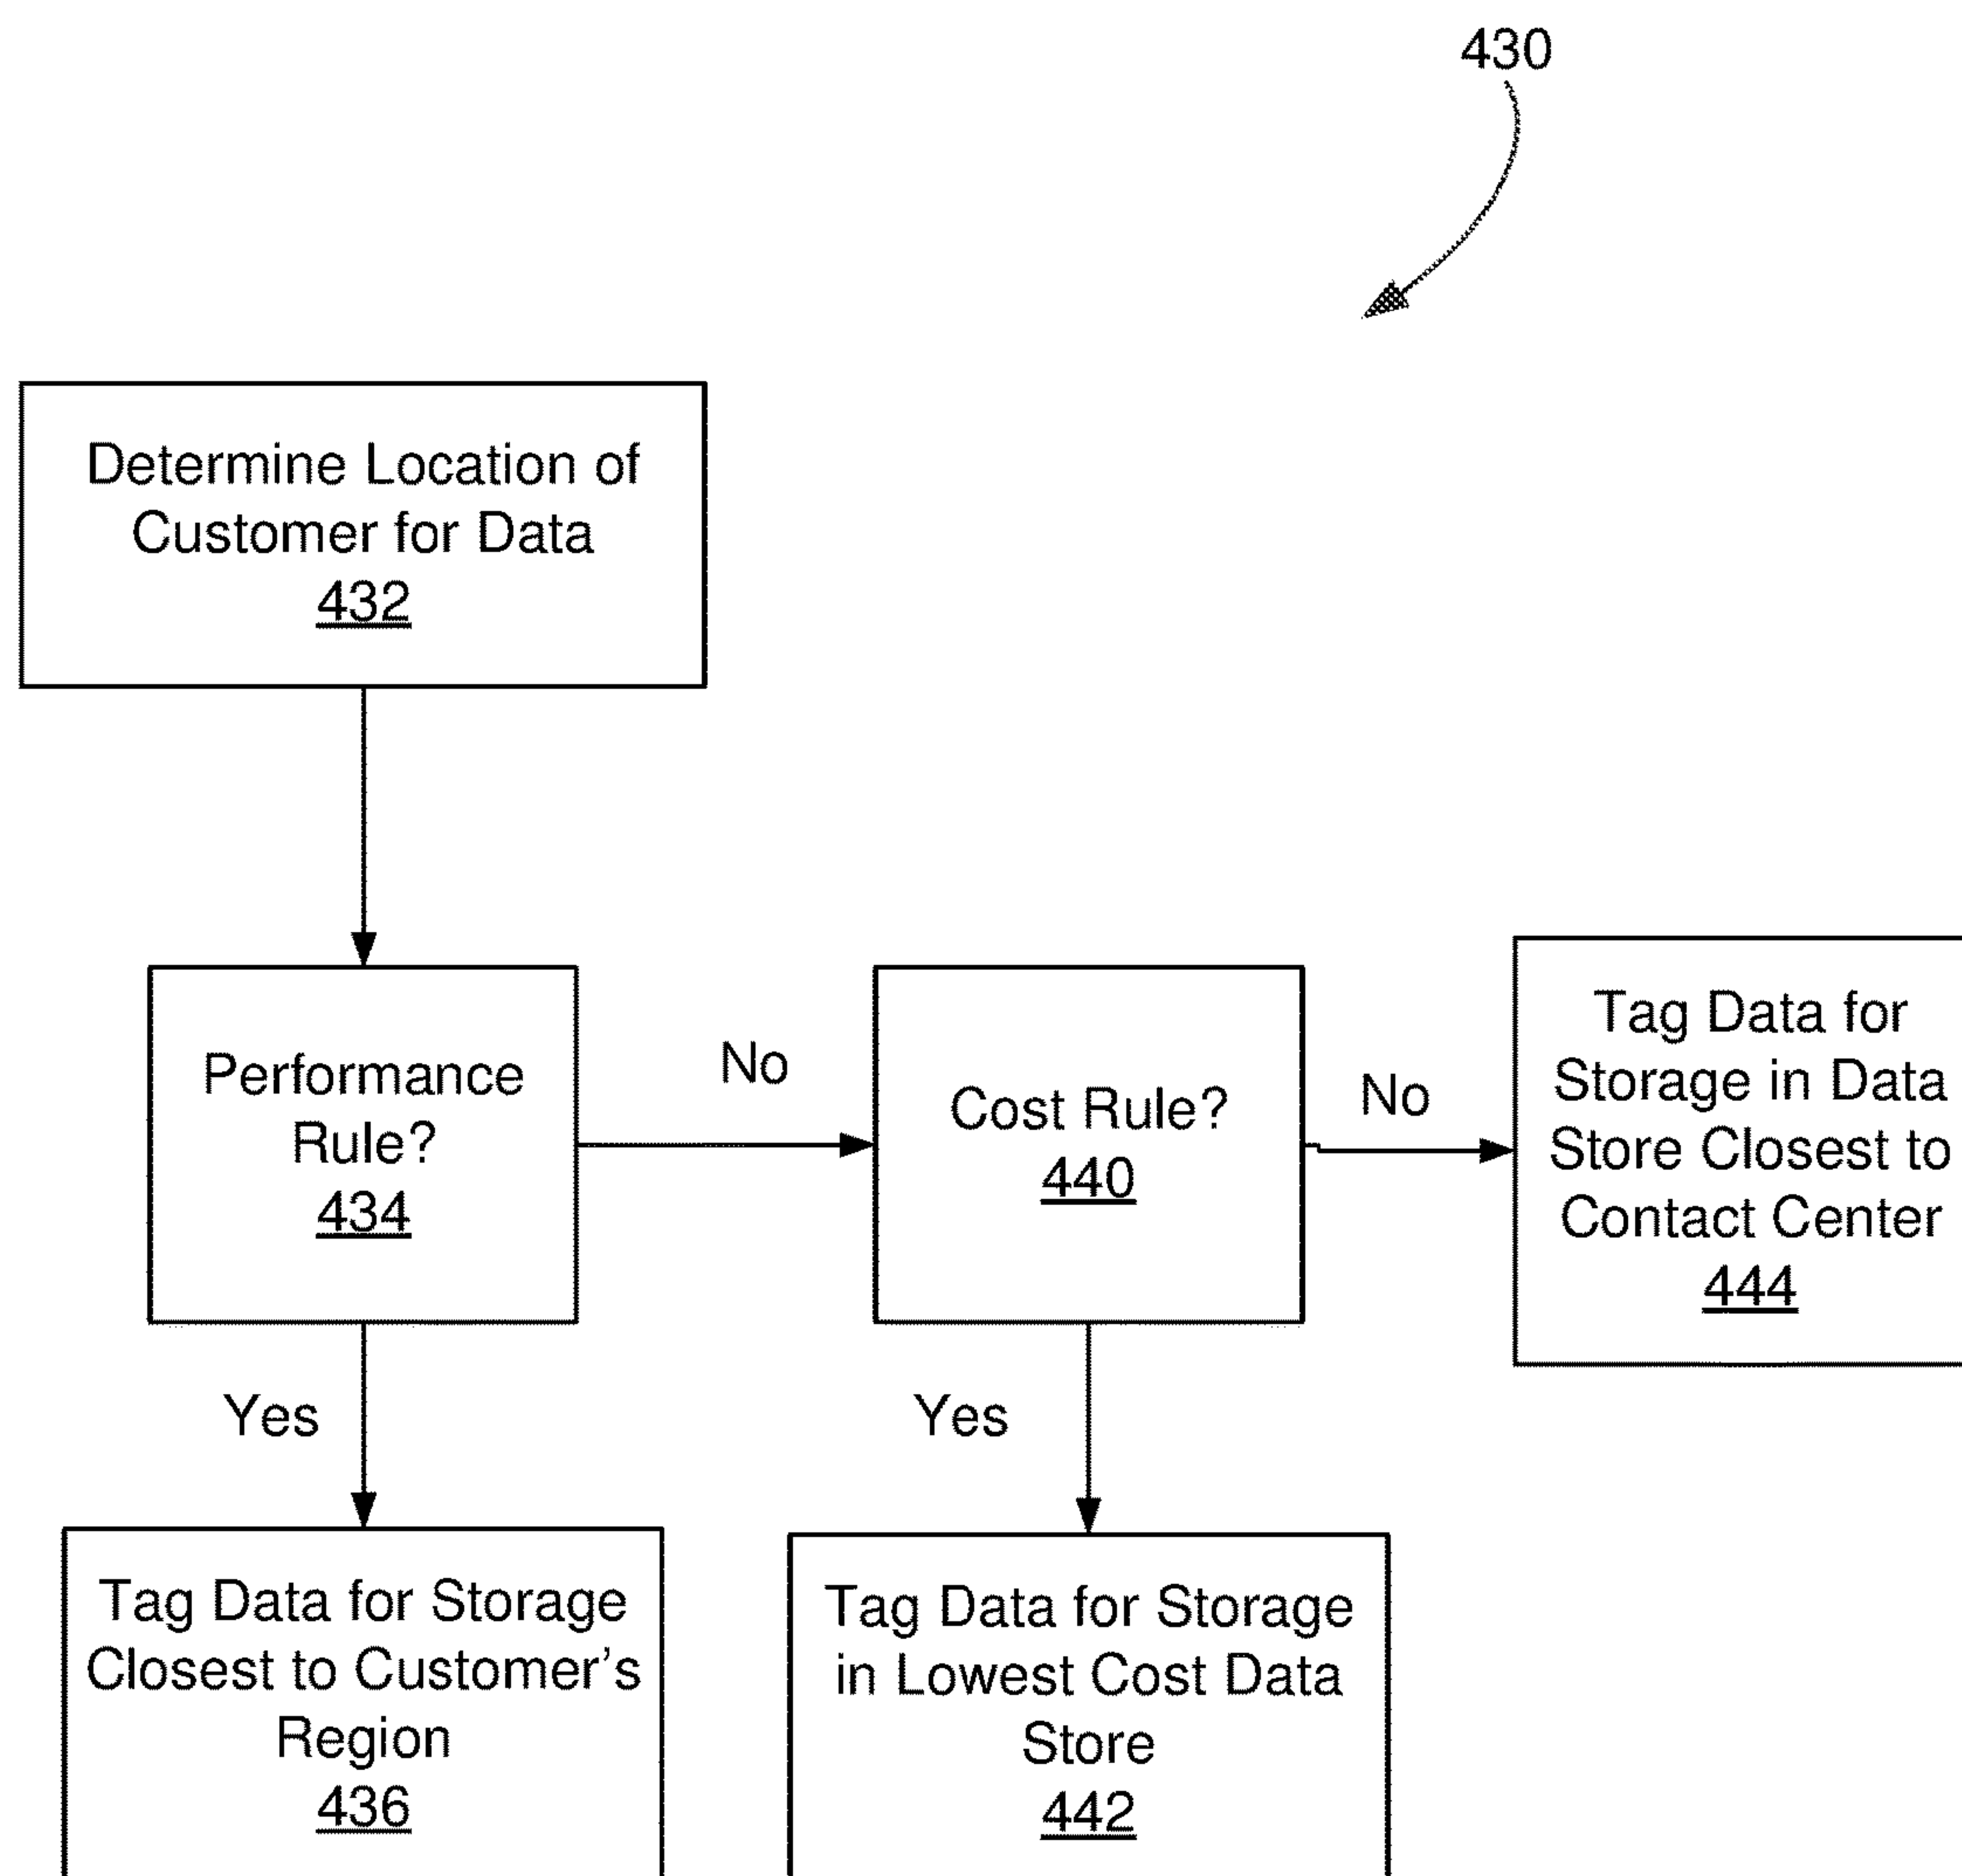 430
Determine Location of
Customer for Data
432
Performance
Rule?
434
No
Cost Rule?
440
No
Tag Data for
Storage in Data
Store Closest to
Contact Center
444
Yes
Yes
Tag Data for Storage
Closest to Customer's
Region
436
Tag Data for Storage
in Lowest Cost Data
Store
442